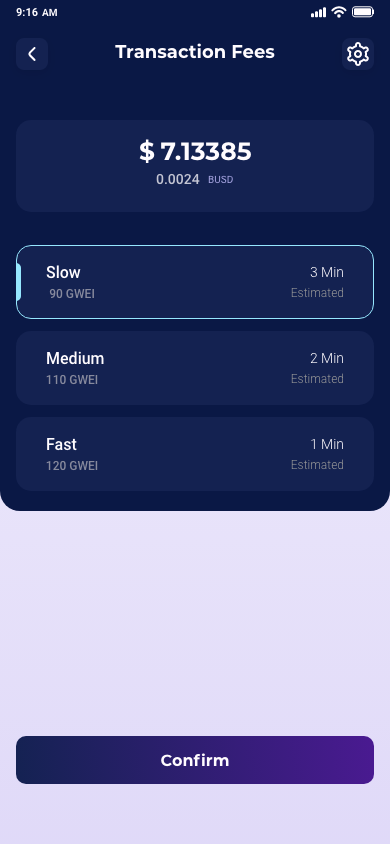 9:16 AM
Transaction Fees
$ 7.13385
0.0024 BUSD
Slow 3 Min
90 GWEI Estimated
Medium 2 Min
110 GWEI Estimated
Fast 1 Min
120 GWEI Estimated
Confirm